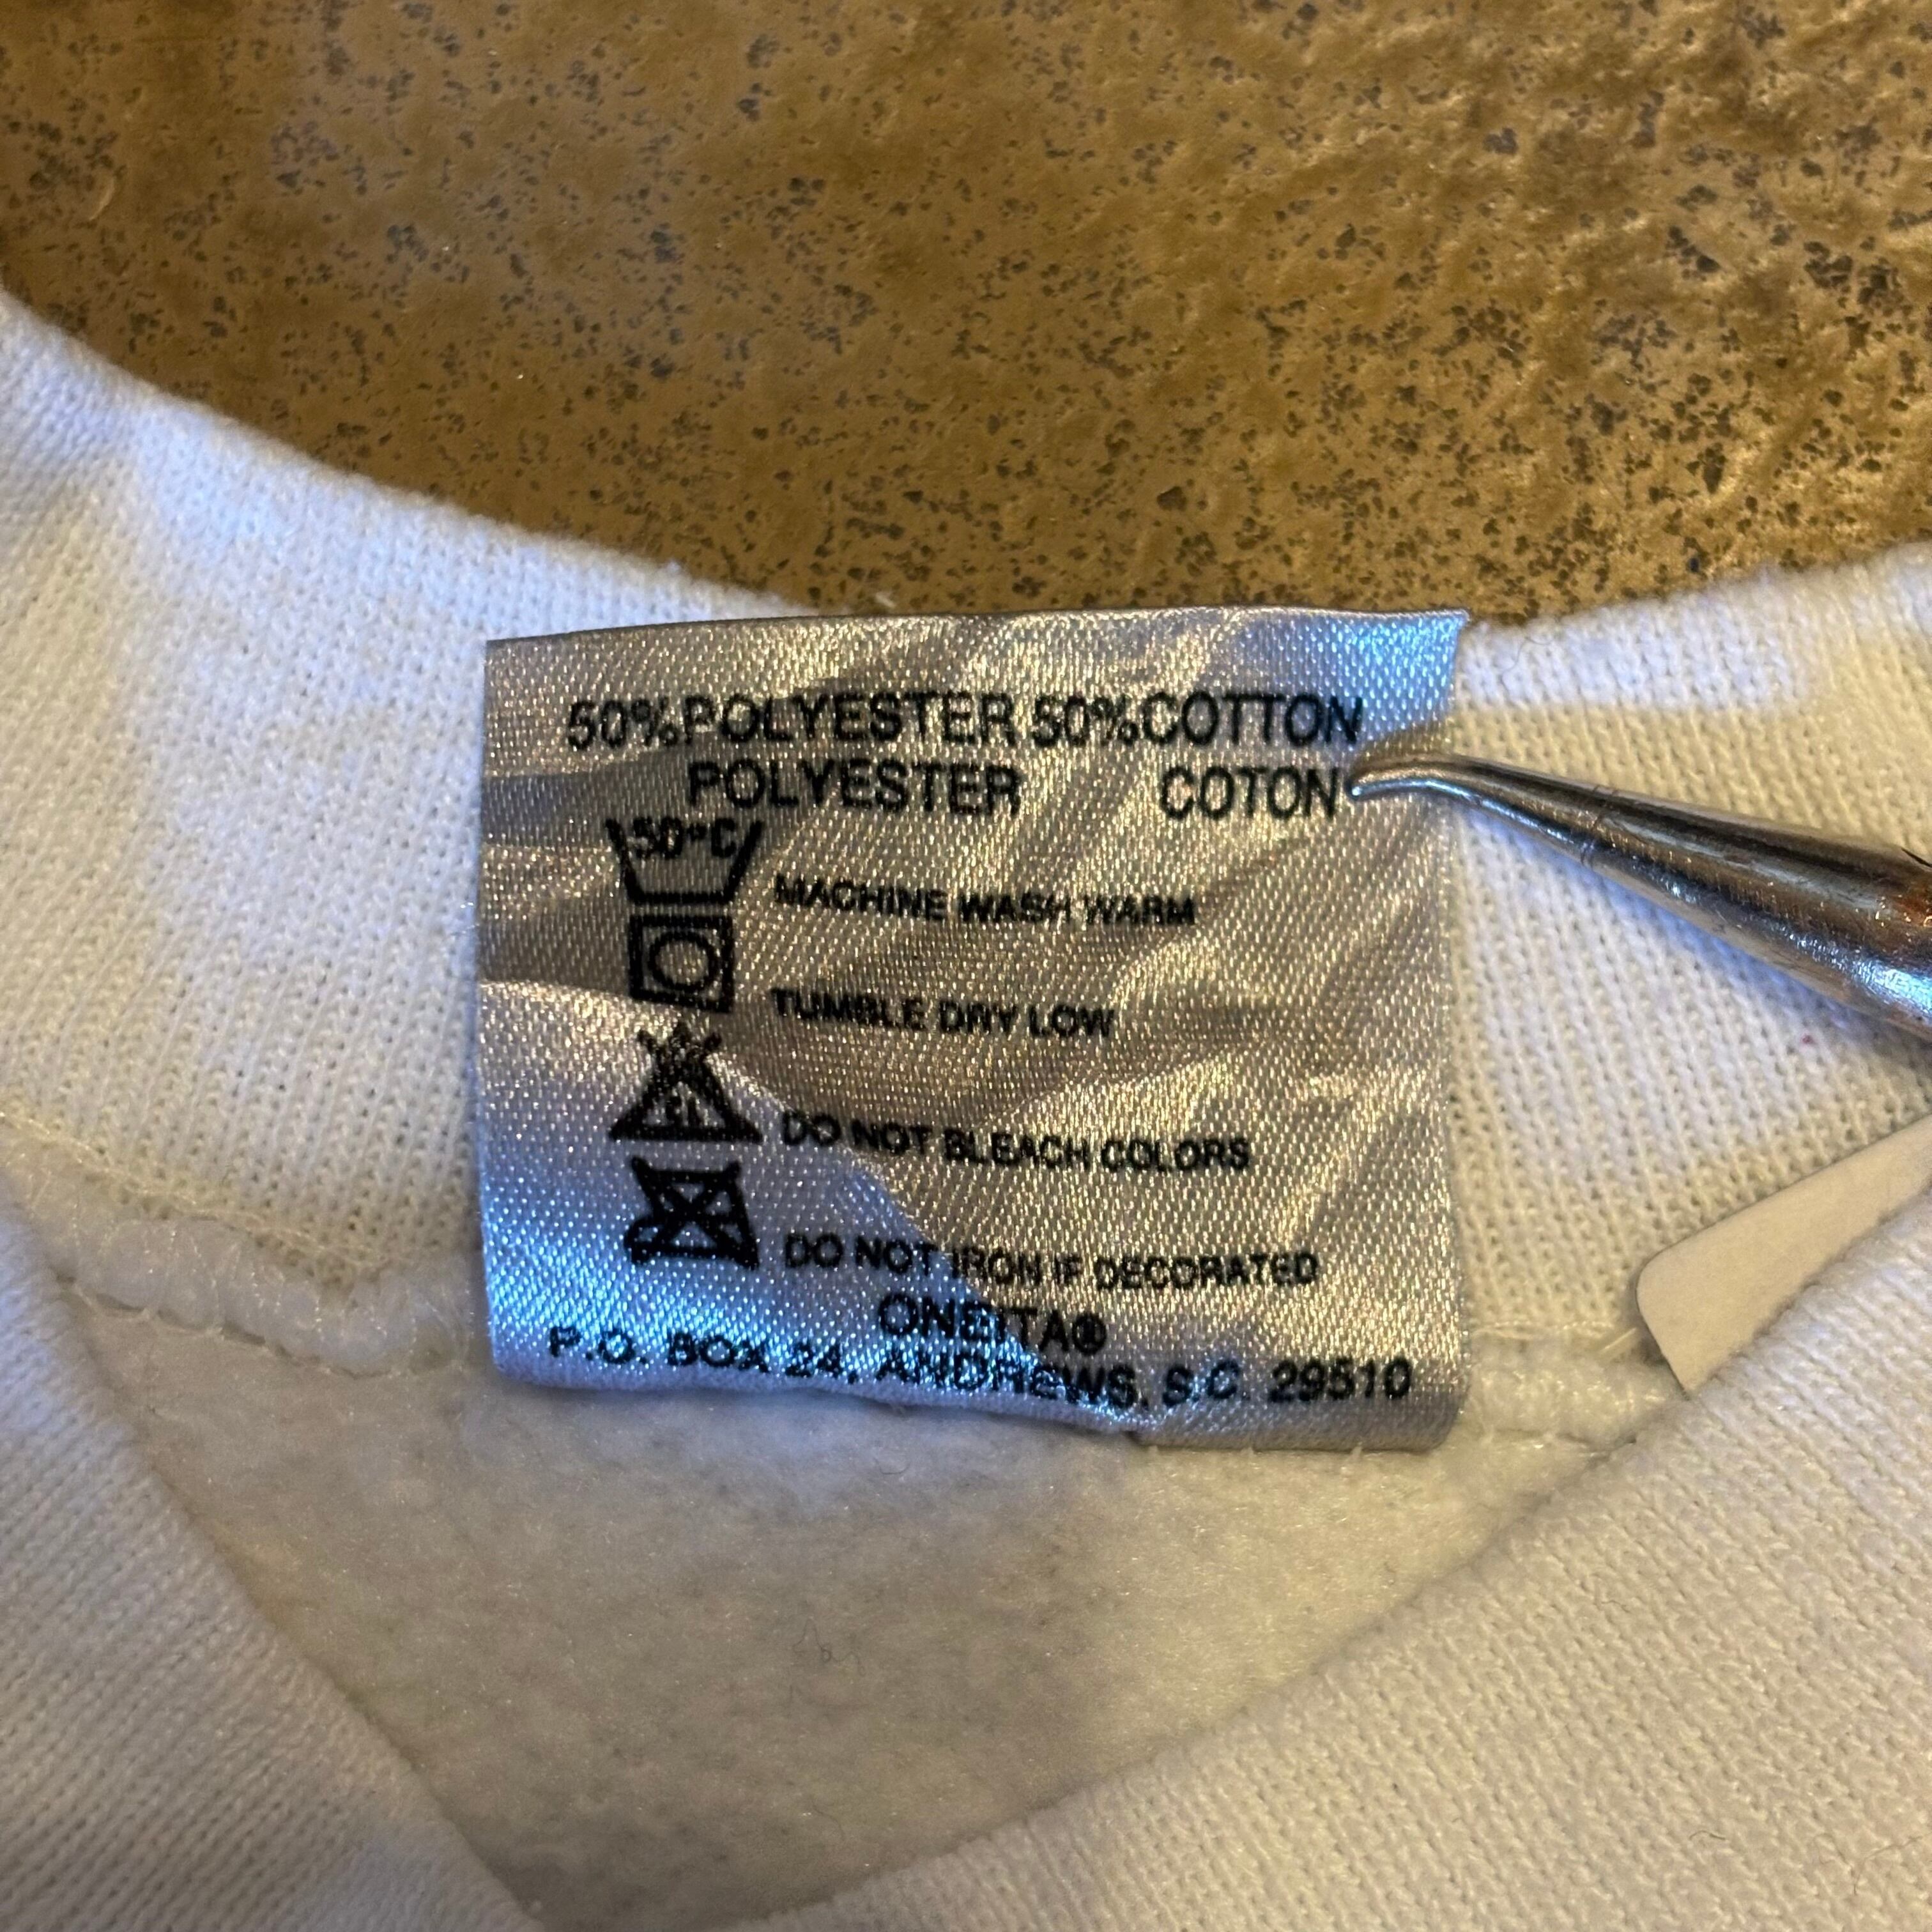 50% POLYESTER 50% COTTON
POLYESTER COTON
50°C
MACHINE WASH WARM
TUMBLE DRY LOW
CL
DO NOT BLEACH COLORS
DO NOT IRON IF DECORATED
ONEITA®
P.O. BOX 24, ANDREWS, S.C. 29510